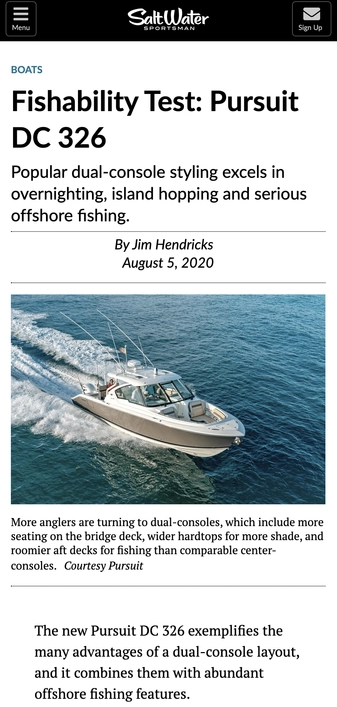 Menu
Salt Water
SPORTSMAN
Sign Up
BOATS
Fishability Test: Pursuit
DC 326
Popular dual-console styling excels in
overnighting, island hopping and serious
offshore fishing.
By Jim Hendricks
August 5, 2020
More anglers are turning to dual-consoles, which include more
seating on the bridge deck, wider hardtops for more shade, and
roomier aft decks for fishing than comparable center-
consoles. Courtesy Pursuit
The new Pursuit DC 326 exemplifies the
many advantages of a dual-console layout,
and it combines them with abundant
offshore fishing features.